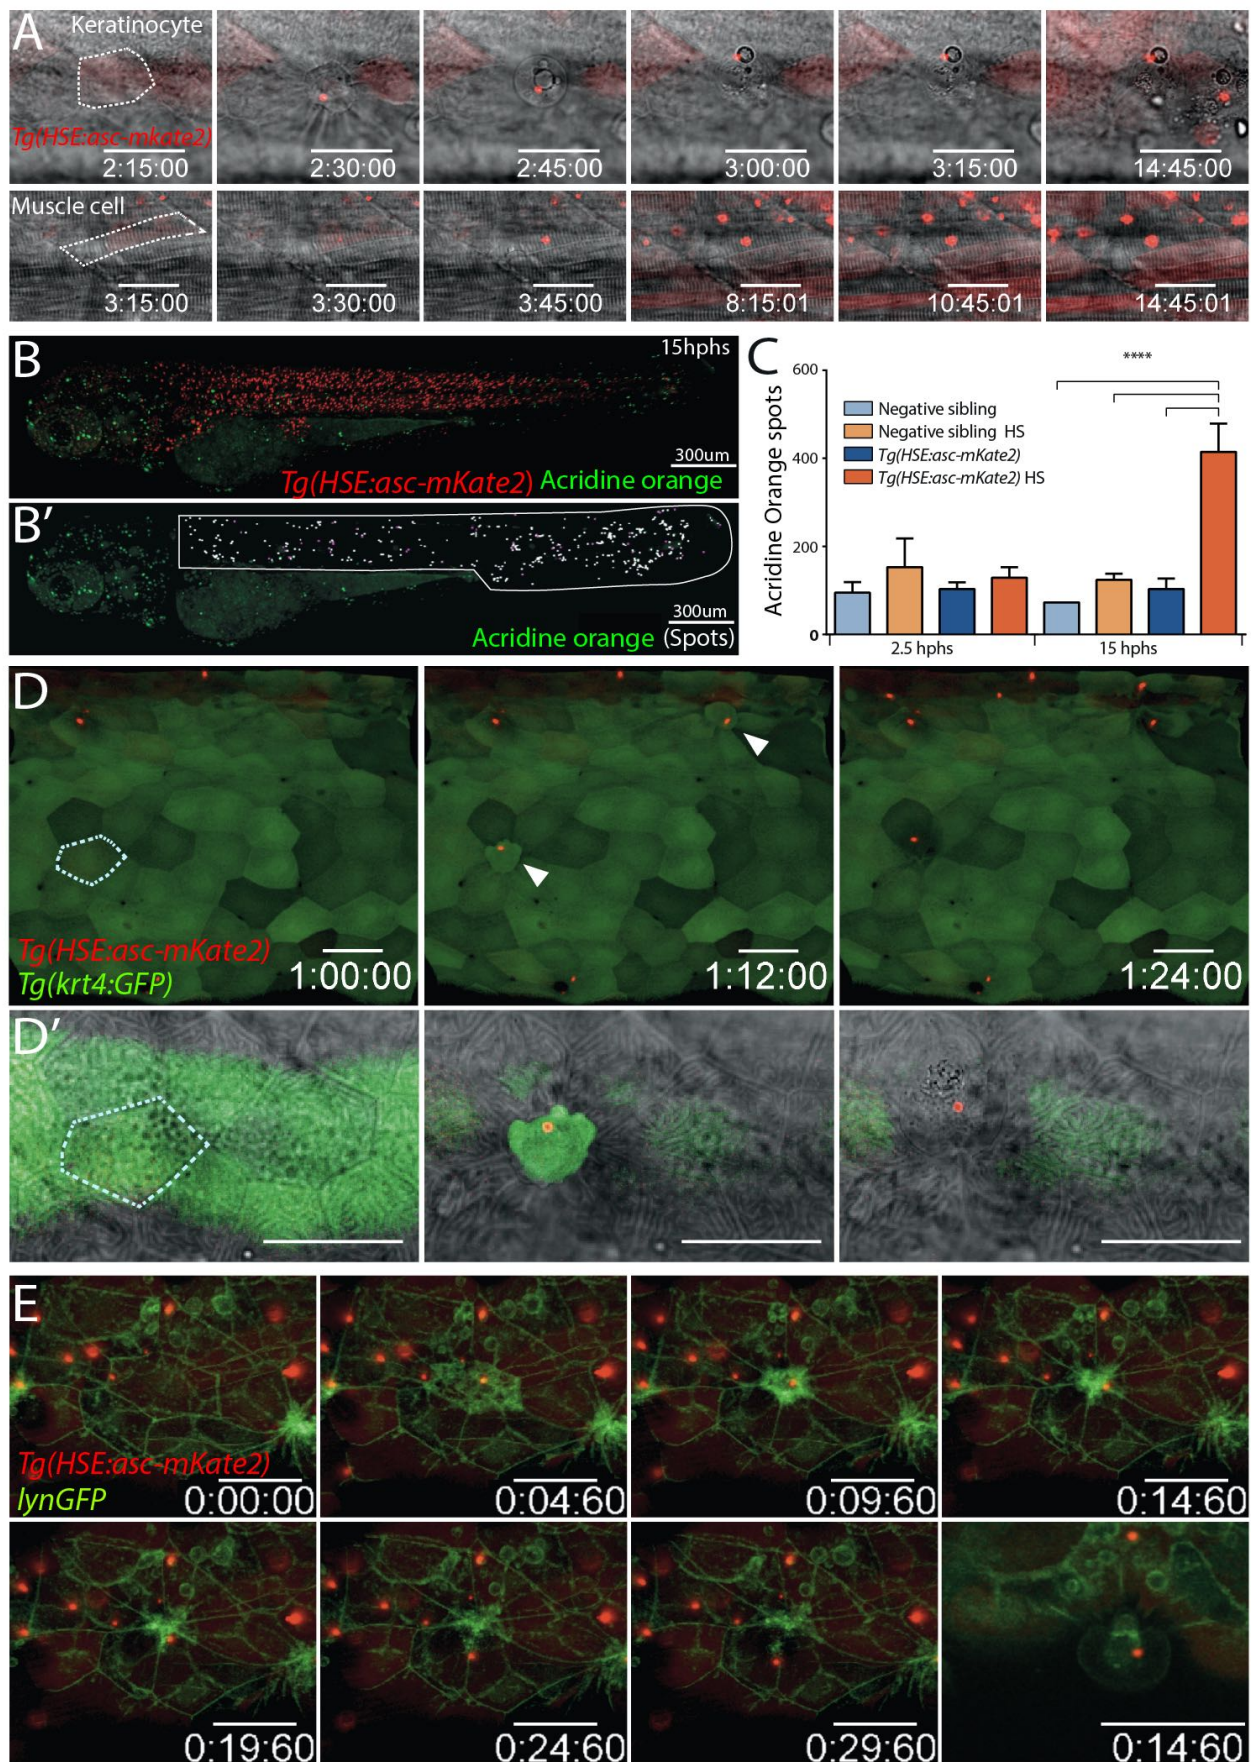 A
Keratinocyte
Tg(HSE:asc-mkate2)
2:15:00
2:30:00
2:45:00
3:00:00
3:15:00
14:45:00
Muscle cell
3:15:00
3:30:00
3:45:00
8:15:01
10:45:01
14:45:01
B
15hphs
300um
Tg(HSE:asc-mKate2) Acridine orange
B′
300um
Acridine orange (Spots)
C
Acridine Orange spots
600
400
200
0
****
Negative sibling
Negative sibling HS
Tg(HSE:asc-mKate2)
Tg(HSE:asc-mKate2) HS
2.5 hphs
15 hphs
D
Tg(HSE:asc-mKate2)
Tg(krt4:GFP)
1:00:00
1:12:00
1:24:00
D′
E
Tg(HSE:asc-mKate2)
lynGFP
0:00:00
0:04:60
0:09:60
0:14:60
0:19:60
0:24:60
0:29:60
0:14:60